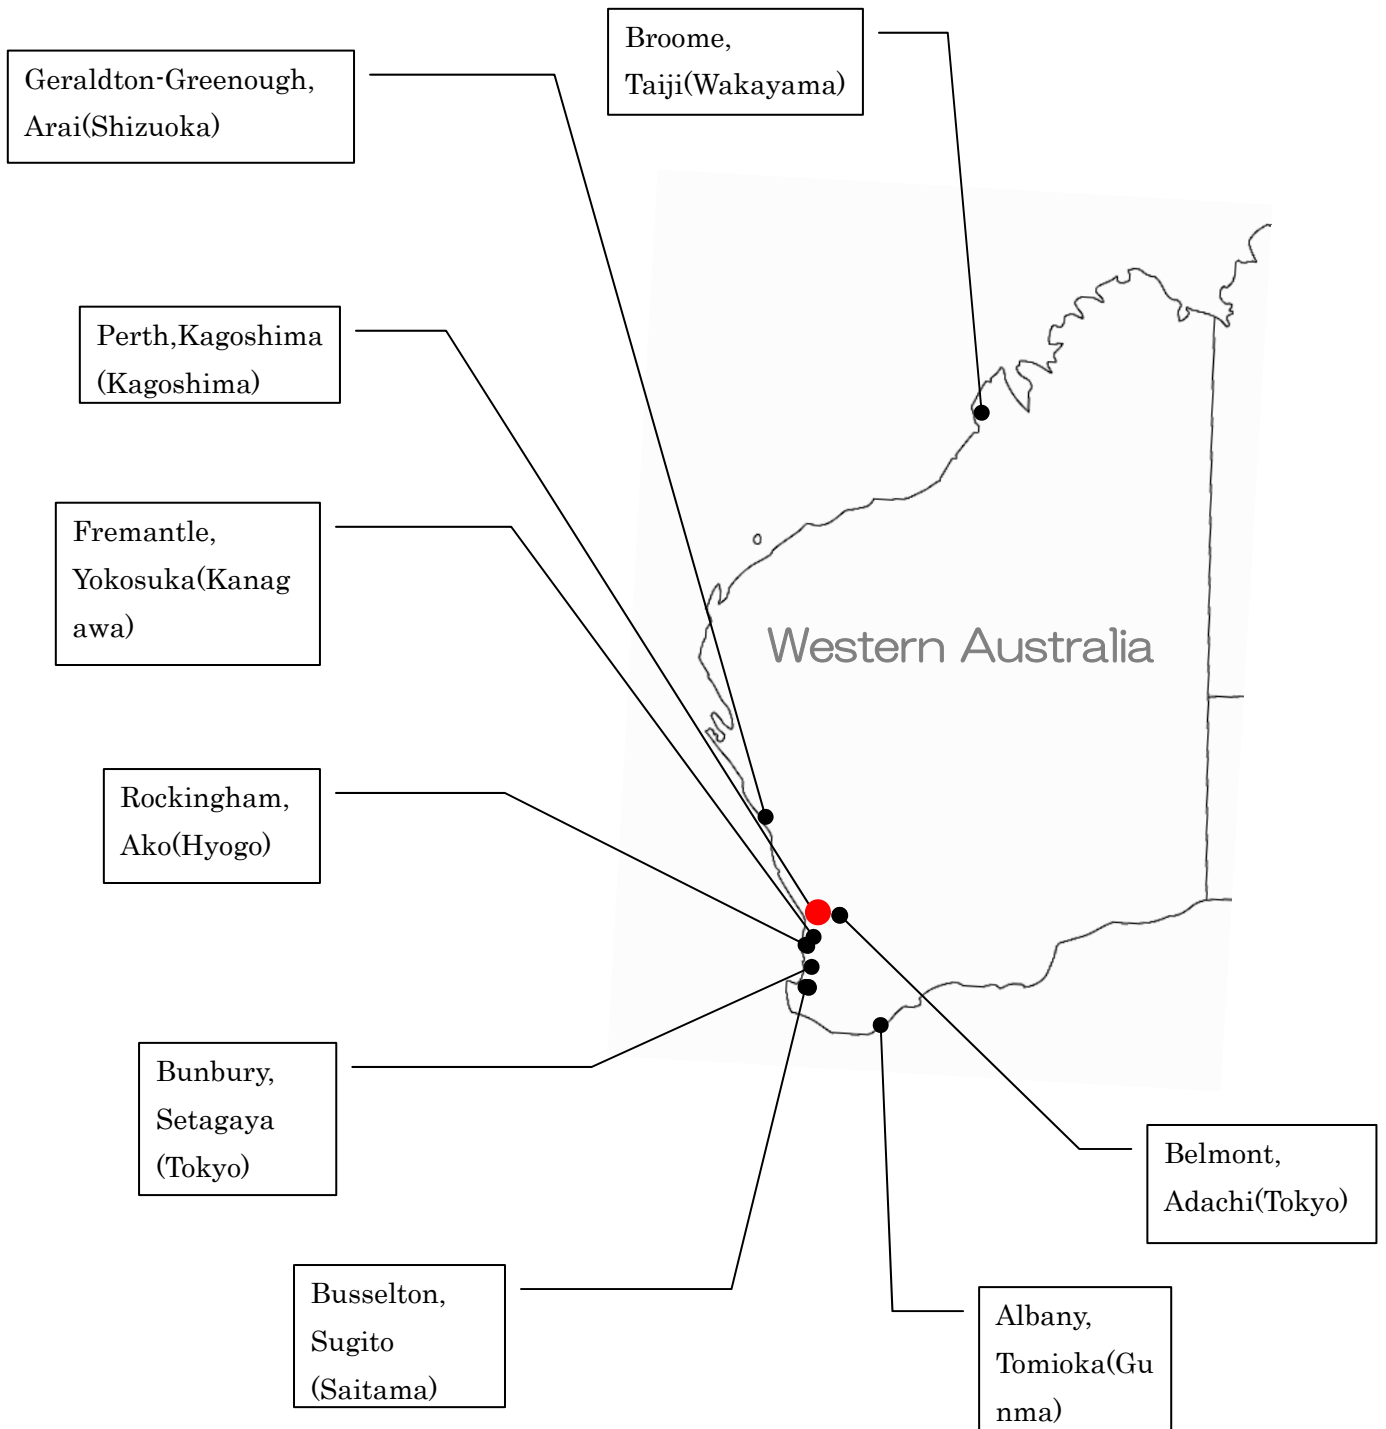 Broome,
Taiji(Wakayama)
Geraldton-Greenough,
Arai(Shizuoka)
Perth,Kagoshima
(Kagoshima)
Fremantle,
Yokosuka(Kanag
awa)
Western Australia
Rockingham,
Ako(Hyogo)
Bunbury,
Setagaya
(Tokyo)
Belmont,
Adachi(Tokyo)
Busselton,
Sugito
(Saitama)
Albany,
Tomioka(Gu
nma)